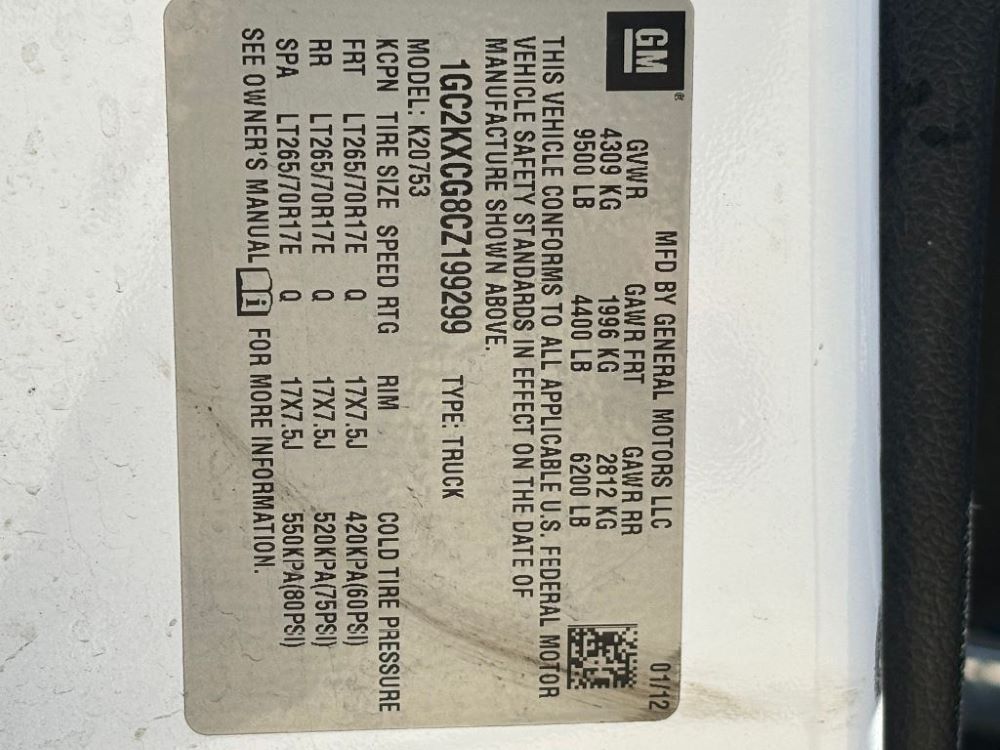 GM
®
MFD BY GENERAL MOTORS LLC 01/12
GVWR GAWR FRT GAWR RR
4309 KG 1996 KG 2812 KG
9500 LB 4400 LB 6200 LB
THIS VEHICLE CONFORMS TO ALL APPLICABLE U.S. FEDERAL MOTOR
VEHICLE SAFETY STANDARDS IN EFFECT ON THE DATE OF
MANUFACTURE SHOWN ABOVE.
1GC2KXCG8CZ199299 TYPE: TRUCK
MODEL: K20753
KCPN TIRE SIZE SPEED RTG RIM COLD TIRE PRESSURE
FRT LT265/70R17E Q 17X7.5J 420KPA(60PSI)
RR LT265/70R17E Q 17X7.5J 520KPA(75PSI)
SPA LT265/70R17E Q 17X7.5J 550KPA(80PSI)
SEE OWNER'S MANUAL i FOR MORE INFORMATION.